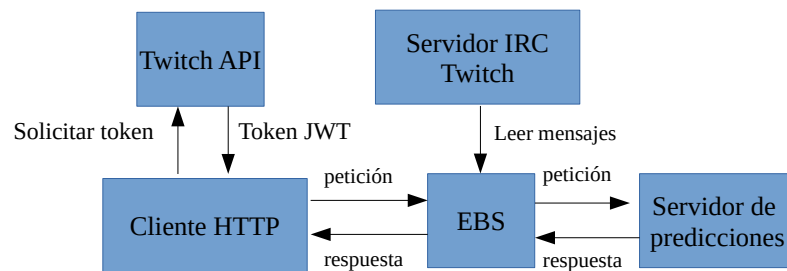 Twitch API
Servidor IRC
Twitch
Solicitar token
Token JWT
Leer mensajes
petición
petición
Cliente HTTP
EBS
Servidor de
predicciones
respuesta
respuesta